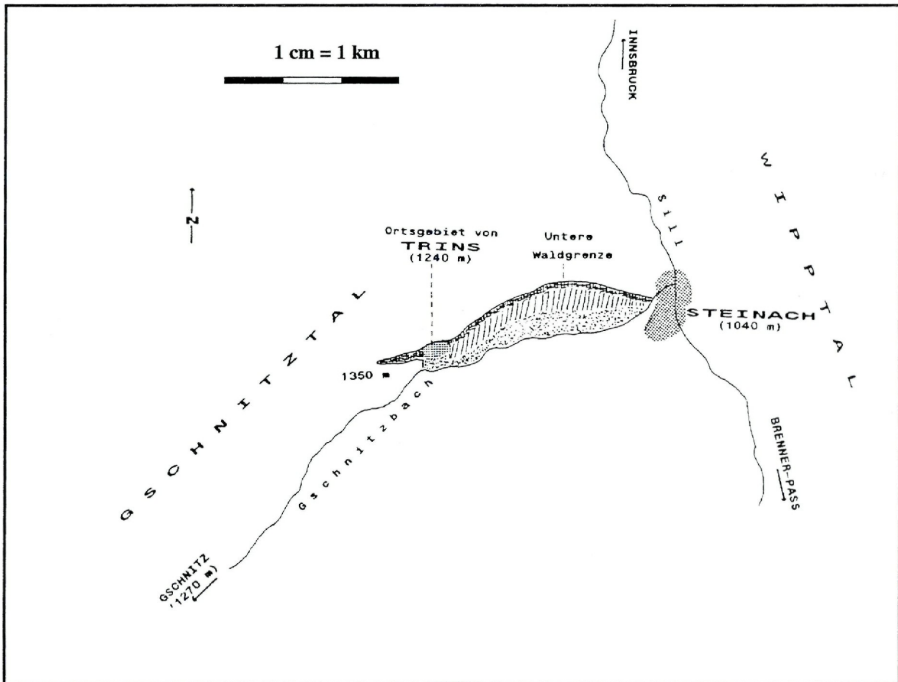 1 cm = 1 km
INNSBRUCK
WIPPTAL
N
Sill
Ortsgebiet von
TRINS
(1240 m)
Untere
Waldgrenze
STEINACH
(1040 m)
GSCHNITZTAL
1350 m
Gschnitzbach
BRENNER-PASS
GSCHNITZ
'1270 m)